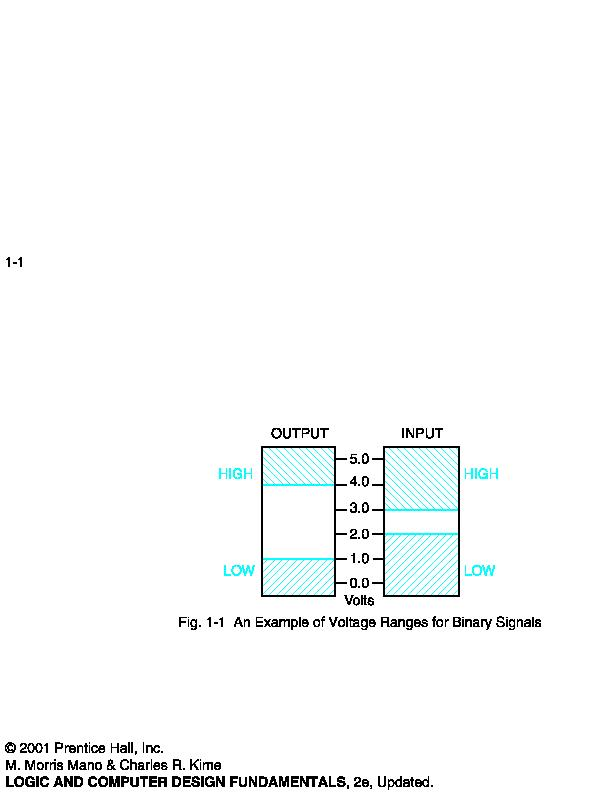 1-1
OUTPUT INPUT
HIGH 5.0 HIGH
4.0
3.0
2.0
LOW 1.0 LOW
0.0
Volts
Fig. 1-1 An Example of Voltage Ranges for Binary Signals
© 2001 Prentice Hall, Inc.
M. Morris Mano & Charles R. Kime
LOGIC AND COMPUTER DESIGN FUNDAMENTALS, 2e, Updated.